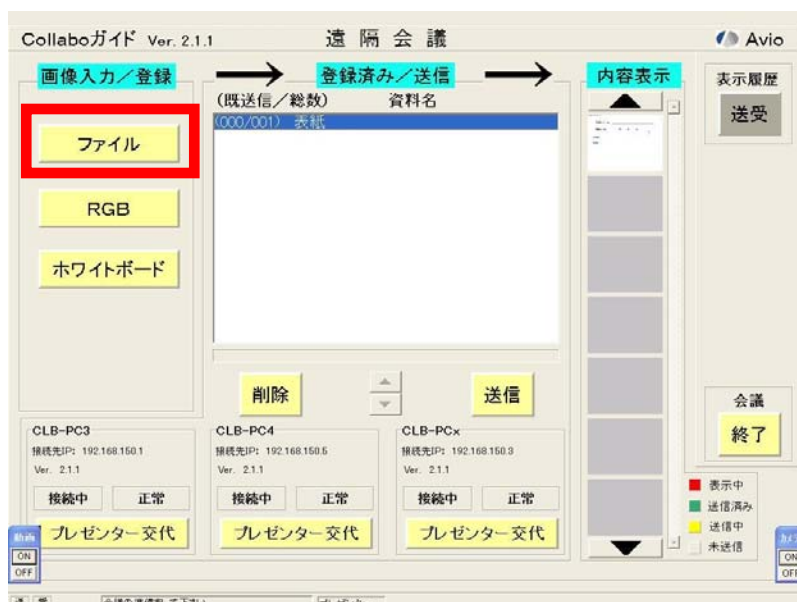 Collaboガイド Ver. 2.1.1
遠隔会議
Avio
画像入力／登録
登録済み／送信
内容表示
表示履歴
(既送信／総数) 資料名
送受
(000/001) 表紙
ファイル
RGB
ホワイトボード
削除
送信
会議
終了
CLB-PC3
接続先IP: 192.168.150.1
Ver. 2.1.1
接続中 正常
プレゼンター交代
CLB-PC4
接続先IP: 192.168.150.5
Ver. 2.1.1
接続中 正常
プレゼンター交代
CLB-PCx
接続先IP: 192.168.150.3
Ver. 2.1.1
接続中 正常
プレゼンター交代
表示中
送信済み
送信中
未送信
ON
OFF
ON
OFF